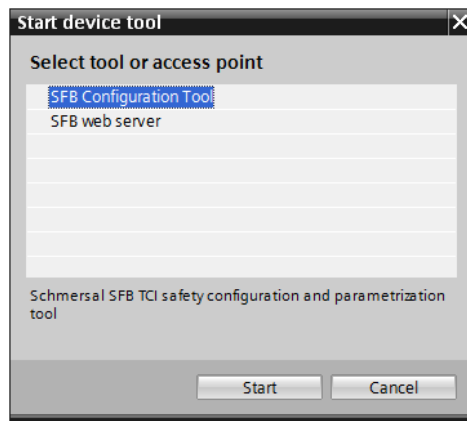 Start device tool
Select tool or access point
SFB Configuration Tool
SFB web server
Schmersal SFB TCI safety configuration and parametrization
tool
Start
Cancel